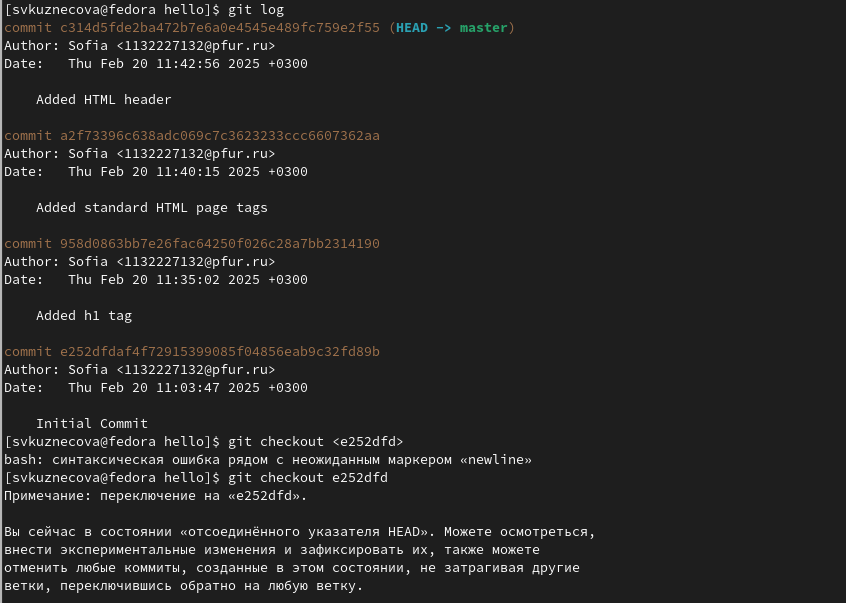 [svkuznecova@fedora hello]$ git log
commit c314d5fde2ba472b7e6a0e4545e489fc759e2f55 (HEAD -> master)
Author: Sofia <1132227132@pfur.ru>
Date:   Thu Feb 20 11:42:56 2025 +0300
    Added HTML header
commit a2f73396c638adc069c7c3623233ccc6607362aa
Author: Sofia <1132227132@pfur.ru>
Date:   Thu Feb 20 11:40:15 2025 +0300
    Added standard HTML page tags
commit 958d0863bb7e26fac64250f026c28a7bb2314190
Author: Sofia <1132227132@pfur.ru>
Date:   Thu Feb 20 11:35:02 2025 +0300
    Added h1 tag
commit e252dfdaf4f72915399085f04856eab9c32fd89b
Author: Sofia <1132227132@pfur.ru>
Date:   Thu Feb 20 11:03:47 2025 +0300
    Initial Commit
[svkuznecova@fedora hello]$ git checkout <e252dfd>
bash: синтаксическая ошибка рядом с неожиданным маркером «newline»
[svkuznecova@fedora hello]$ git checkout e252dfd
Примечание: переключение на «e252dfd».
Вы сейчас в состоянии «отсоединённого указателя HEAD». Можете осмотреться,
внести экспериментальные изменения и зафиксировать их, также можете
отменить любые коммиты, созданные в этом состоянии, не затрагивая другие
ветки, переключившись обратно на любую ветку.